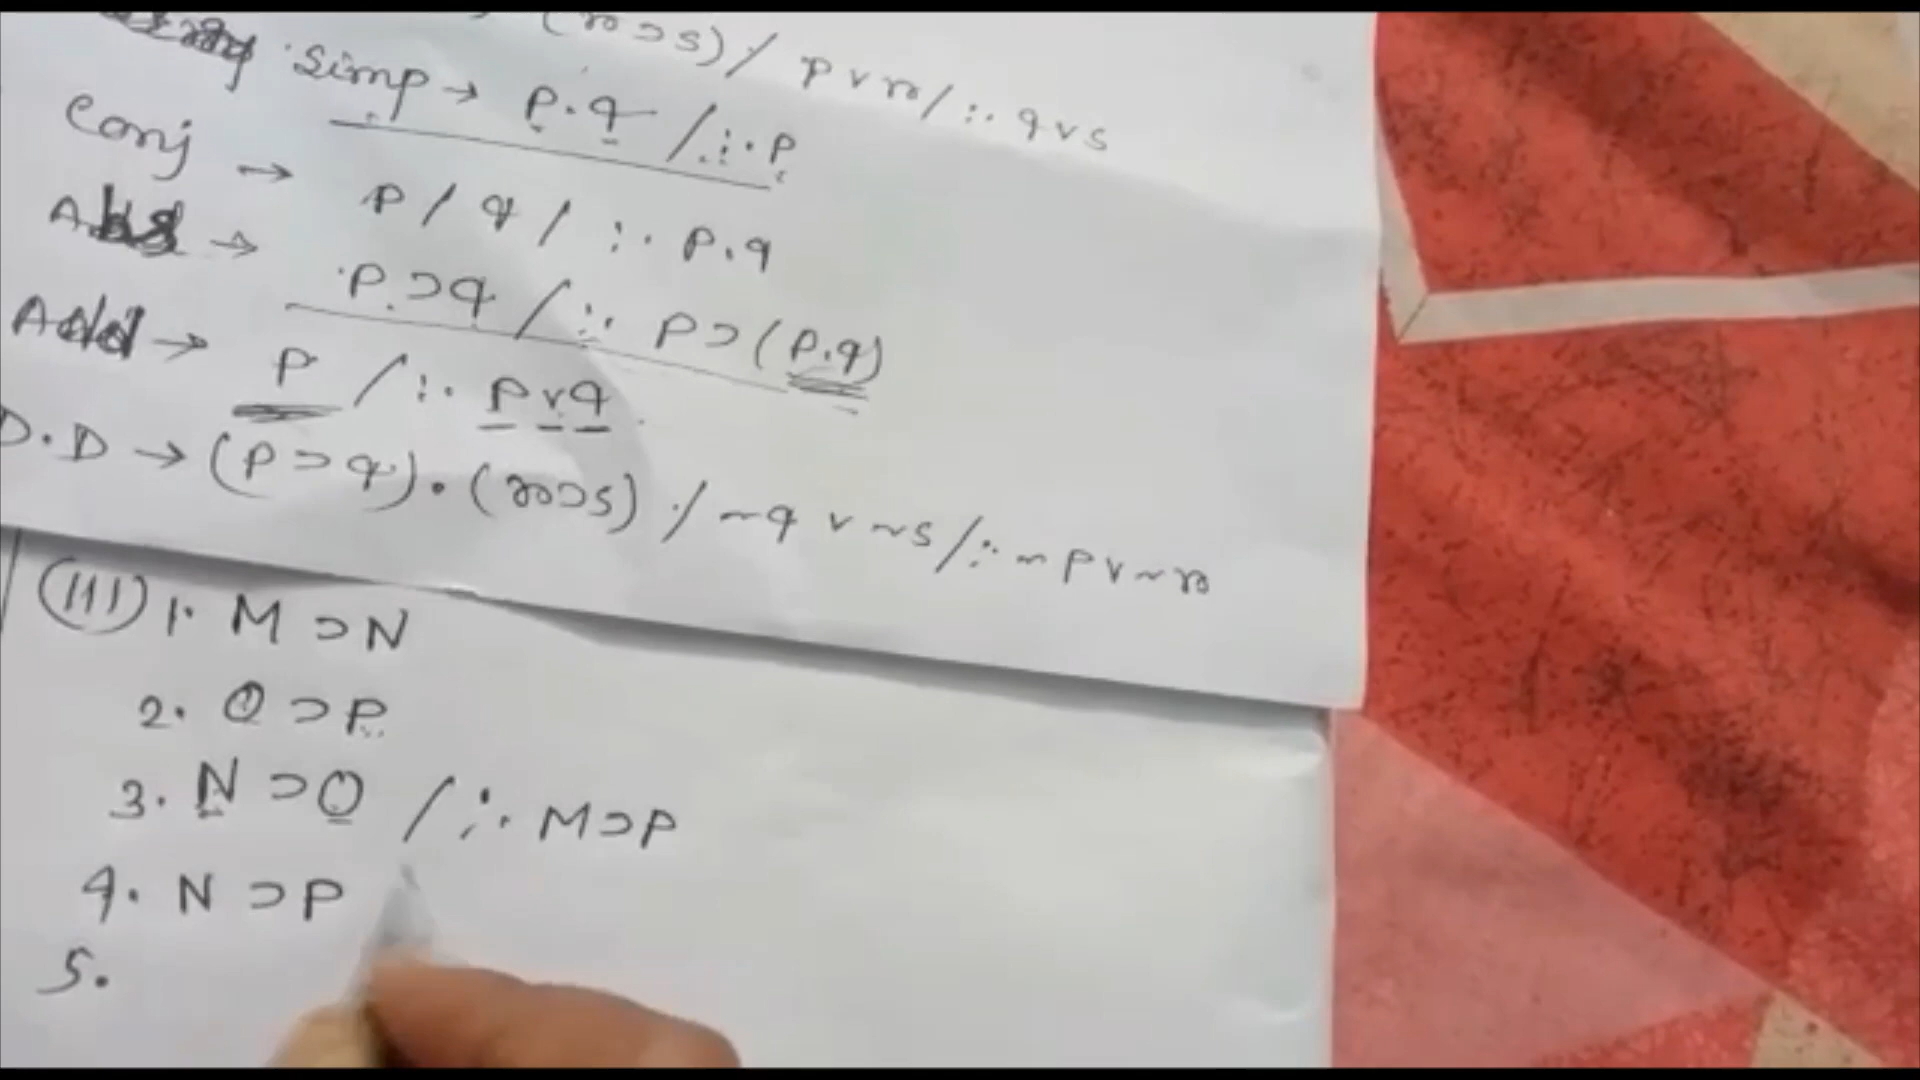 (r⊃s) / p v r / ∴ q v s
Simp → p.q / ∴ p
Conj → p / q / ∴ p.q
Abs → p⊃q / ∴ p⊃(p.q)
Add → p / ∴ p v q
D.D → (p⊃q).(r⊃s) / ~q v ~s / ∴ ~p v ~r
(III) 1. M⊃N
2. O⊃P
3. N⊃O / ∴ M⊃P
4. N⊃P
5.